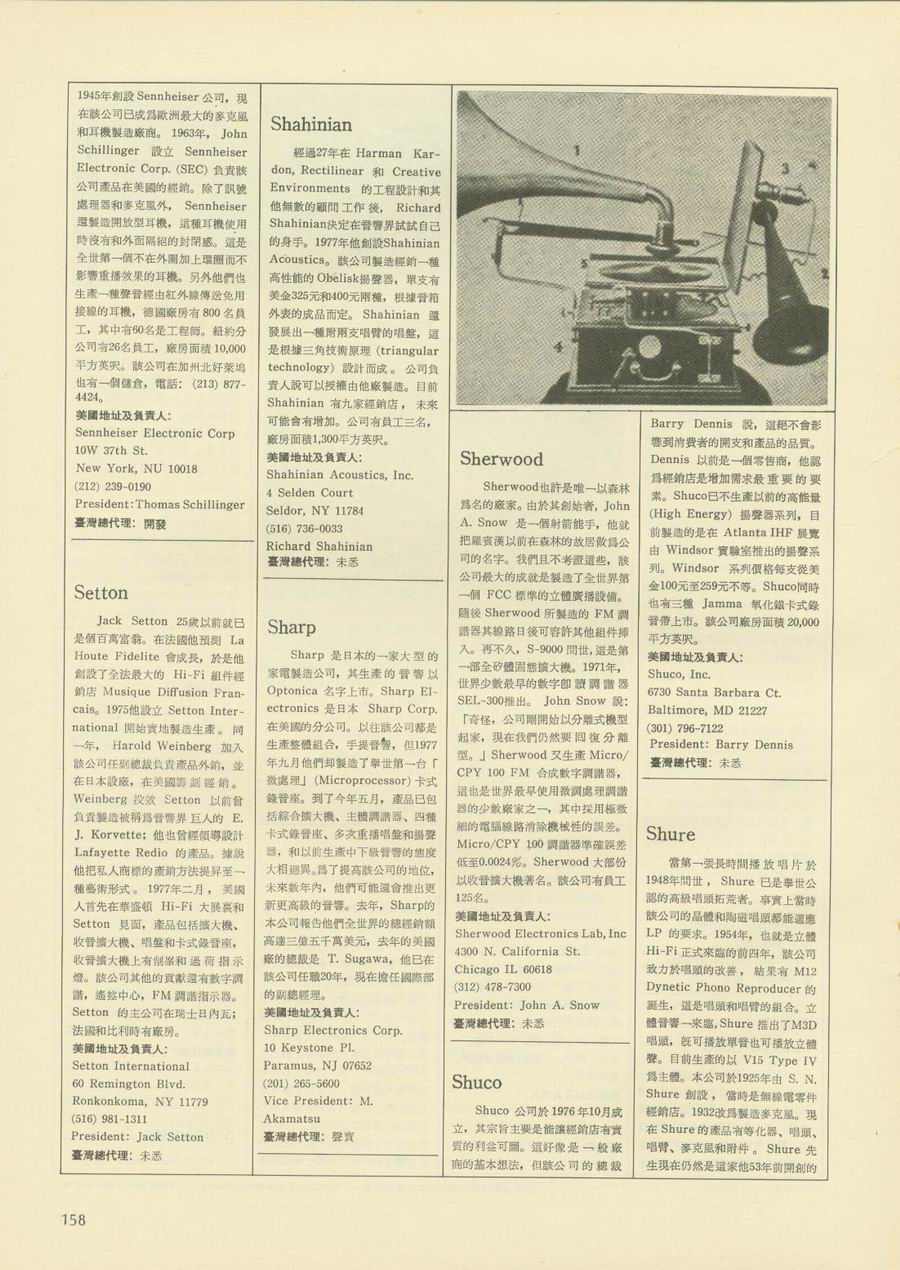 1945年創設 Sennheiser 公司，現
在該公司已成爲歐洲最大的麥克風
和耳機製造廠商。 1963年， John
Schillinger 設立 Sennheiser
Electronic Corp. (SEC) 負責該
公司產品在美國的經銷。除了訊號
處理器和麥克風外， Sennheiser
還製造開放型耳機，這種耳機使用
時沒有和外面隔絕的封閉感。這是
全世第一個不在外圍加上環圈而不
影響重播效果的耳機。另外他們也
生產一種聲音經由紅外線傳送免用
接線的耳機，德國廠房有 800 名員
工，其中有60名是工程師。紐約分
公司有26名員工，廠房面積 10,000
平方英呎。該公司在加州北好萊塢
也有一個儲倉，電話： (213) 877-
4424。
美國地址及負責人：
Sennheiser Electronic Corp
10W 37th St.
New York, NU 10018
(212) 239-0190
President : Thomas Schillinger
臺灣總代理：開發
Setton
Jack Setton 25歲以前就已
是個百萬富翁。在法國他預測 La
Houte Fidelite 會成長，於是他
創設了全法最大的 Hi-Fi 組件經
銷店 Musique Diffusion Fran-
cais。1975他設立 Setton Inter-
national 開始實地製造生產。 同
一年， Harold Weinberg 加入
該公司任副總裁負責產品外銷，並
在日本設廠，在美國籌劃經銷。
Weinberg 投效 Setton 以前曾
負責製造被稱爲音響界巨人的 E.
J. Korvette；他也曾經領導設計
Lafayette Redio 的產品。據說
他把私人商標的產銷方法提昇至一
種藝術形式。 1977年二月， 美國
人首先在華盛頓 Hi-Fi 大展裏和
Setton 見面，產品包括擴大機、
收音擴大機、唱盤和卡式錄音座，
收音擴大機上有削峯和過荷指示
燈。該公司其他的貢獻還有數字調
諧，遙控中心，FM 調諧指示器。
Setton 的主公司在瑞士日內瓦；
法國和比利時有廠房。
美國地址及負責人：
Setton International
60 Remington Blvd.
Ronkonkoma, NY 11779
(516) 981-1311
President: Jack Setton
臺灣總代理：未悉
Shahinian
經過27年在 Harman Kar-
don, Rectilinear 和 Creative
Environments 的工程設計和其
他無數的顧問工作後， Richard
Shahinian決定在音響界試試自己
的身手。1977年他創設Shahinian
Acoustics。該公司製造經銷一種
高性能的 Obelisk揚聲器，單支有
美金325元和400元兩種，根據音箱
外表的成品而定。 Shahinian 還
發展出一種附兩支唱臂的唱盤，這
是根據三角技術原理 (triangular
technology) 設計而成。 公司負
責人說可以授權由他廠製造。目前
Shahinian 有九家經銷店， 未來
可能會有增加。公司有員工三名，
廠房面積1,300平方英呎。
美國地址及負責人：
Shahinian Acoustics, Inc.
4 Selden Court
Seldor, NY 11784
(516) 736-0033
Richard Shahinian
臺灣總代理：未悉
Sharp
Sharp 是日本的一家大型的
家電製造公司，其生產的音響以
Optonica 名字上市。Sharp El-
ectronics 是日本 Sharp Corp.
在美國的分公司。以往該公司都是
生產整體組合，手提音響，但1977
年九月他們却製造了舉世第一台「
微處理」(Microprocessor) 卡式
錄音座。到了今年五月，產品已包
括綜合擴大機、主體調諧器、四種
卡式錄音座、多次重播唱盤和揚聲
器，和以前生產中下級音響的態度
大相廻異。爲了提高該公司的地位，
未來數年內，他們可能還會推出更
新更高級的音響。去年，Sharp的
本公司報告他們全世界的總經銷額
高達三億五千萬美元，去年的美國
廠的總裁是 T. Sugawa，他已在
該公司任職20年，現在擔任國際部
的副總經理。
美國地址及負責人：
Sharp Electronics Corp.
10 Keystone Pl.
Paramus, NJ 07652
(201) 265-5600
Vice President: M.
Akamatsu
臺灣總代理：聲寶
1
2
3
4
5
4
Sherwood
Sherwood也許是唯一以森林
爲名的廠家。由於其創始者，John
A. Snow 是一個射箭能手，他就
把羅賓漢以前在森林的故居做爲公
司的名字。我們且不考證這些，該
公司最大的成就是製造了全世界第
一個 FCC 標準的立體廣播設備。
隨後 Sherwood 所製造的 FM 調
諧器其線路日後可容許其他組件挿
入。再不久，S-9000 問世，這是第
一部全矽體固態擴大機。1971年，
世界少數最早的數字卽讀調諧器
SEL-300推出。 John Snow 說：
「奇怪，公司剛開始以分離式機型
起家，現在我們仍然要回復分離
型。」Sherwood 又生產 Micro/
CPY 100 FM 合成數字調諧器，
這也是世界最早使用微調處理調諧
器的少數廠家之一，其中採用極微
細的電腦線路消除機械性的誤差。
Micro/CPY 100 調諧器準確誤差
低至0.0024%。Sherwood 大部份
以收音擴大機著名。該公司有員工
125名。
美國地址及負責人：
Sherwood Electronics Lab, Inc
4300 N. California St.
Chicago IL 60618
(312) 478-7300
President: John A. Snow
臺灣總代理：未悉
Shuco
Shuco 公司於 1976 年10月成
立，其宗旨主要是能讓經銷店有實
質的利益可圖。這好像是一般廠
商的基本想法，但該公司的總裁
Barry Dennis 說，這絕不會影
響到消費者的開支和產品的品質。
Dennis 以前是一個零售商，他認
爲經銷店是增加需求最重要的要
素。Shuco已不生產以前的高能量
(High Energy) 揚聲器系列，目
前製造的是在 Atlanta IHF 展覽
由 Windsor 實驗室推出的揚聲系
列。Windsor 系列價格每支從美
金100元至259元不等。Shuco同時
也有三種 Jamma 氧化鐵卡式錄
音帶上市。該公司廠房面積 20,000
平方英呎。
美國地址及負責人：
Shuco, Inc.
6730 Santa Barbara Ct.
Baltimore, MD 21227
(301) 796-7122
President: Barry Dennis
臺灣總代理：未悉
Shure
當第一張長時間播放唱片於
1948年問世， Shure 已是舉世公
認的高級唱頭拓荒者。事實上當時
該公司的晶體和陶磁唱頭都能適應
LP 的要求。1954年，也就是立體
Hi-Fi 正式來臨的前四年，該公司
致力於唱頭的改善， 結果有 M12
Dynetic Phono Reproducer 的
誕生，這是唱頭和唱臂的組合。立
體音響一來臨，Shure 推出了M3D
唱頭，旣可播放單音也可播放立體
聲。目前生產的以 V15 Type IV
爲主體。本公司於1925年由 S. N.
Shure 創設， 當時是無線電零件
經銷店。1932改爲製造麥克風。現
在 Shure 的產品有等化器、唱頭、
唱臂、麥克風和附件。 Shure 先
生現在仍然是這家他53年前開創的
158